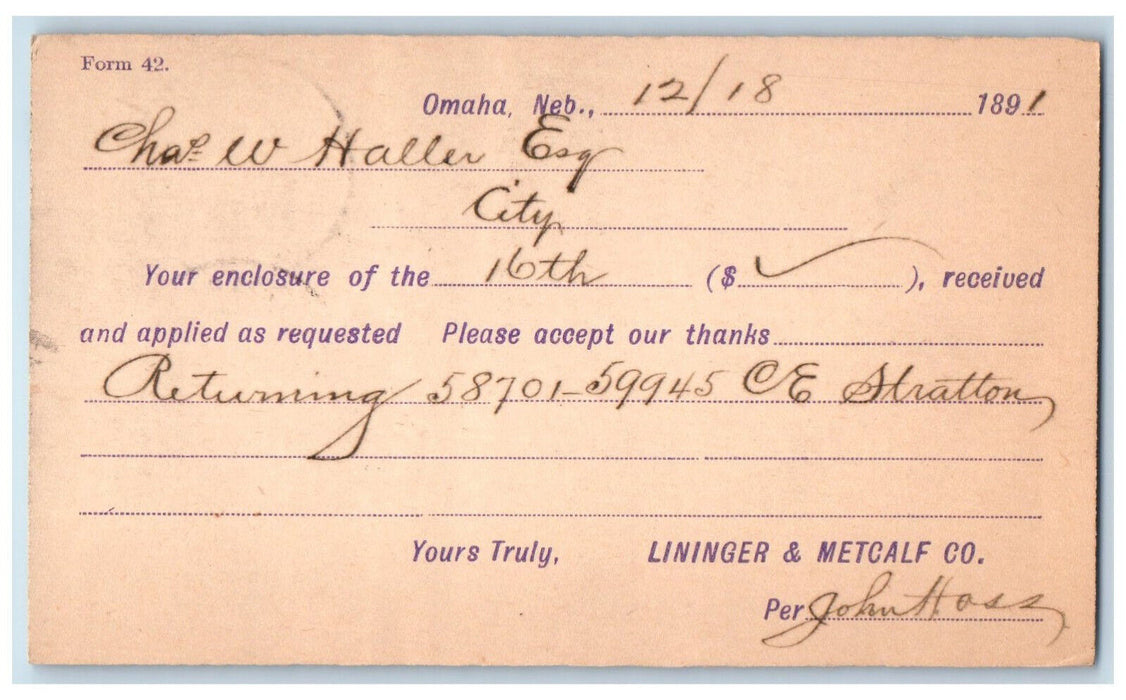 Form 42.
Omaha, Neb., 12/18 1891
Chas. W Haller Esq
City
Your enclosure of the 16th ($ ✓ ), received
and applied as requested Please accept our thanks
Returning 58701-59945 CE Stratton
Yours Truly, LININGER & METCALF CO.
Per John Hoss